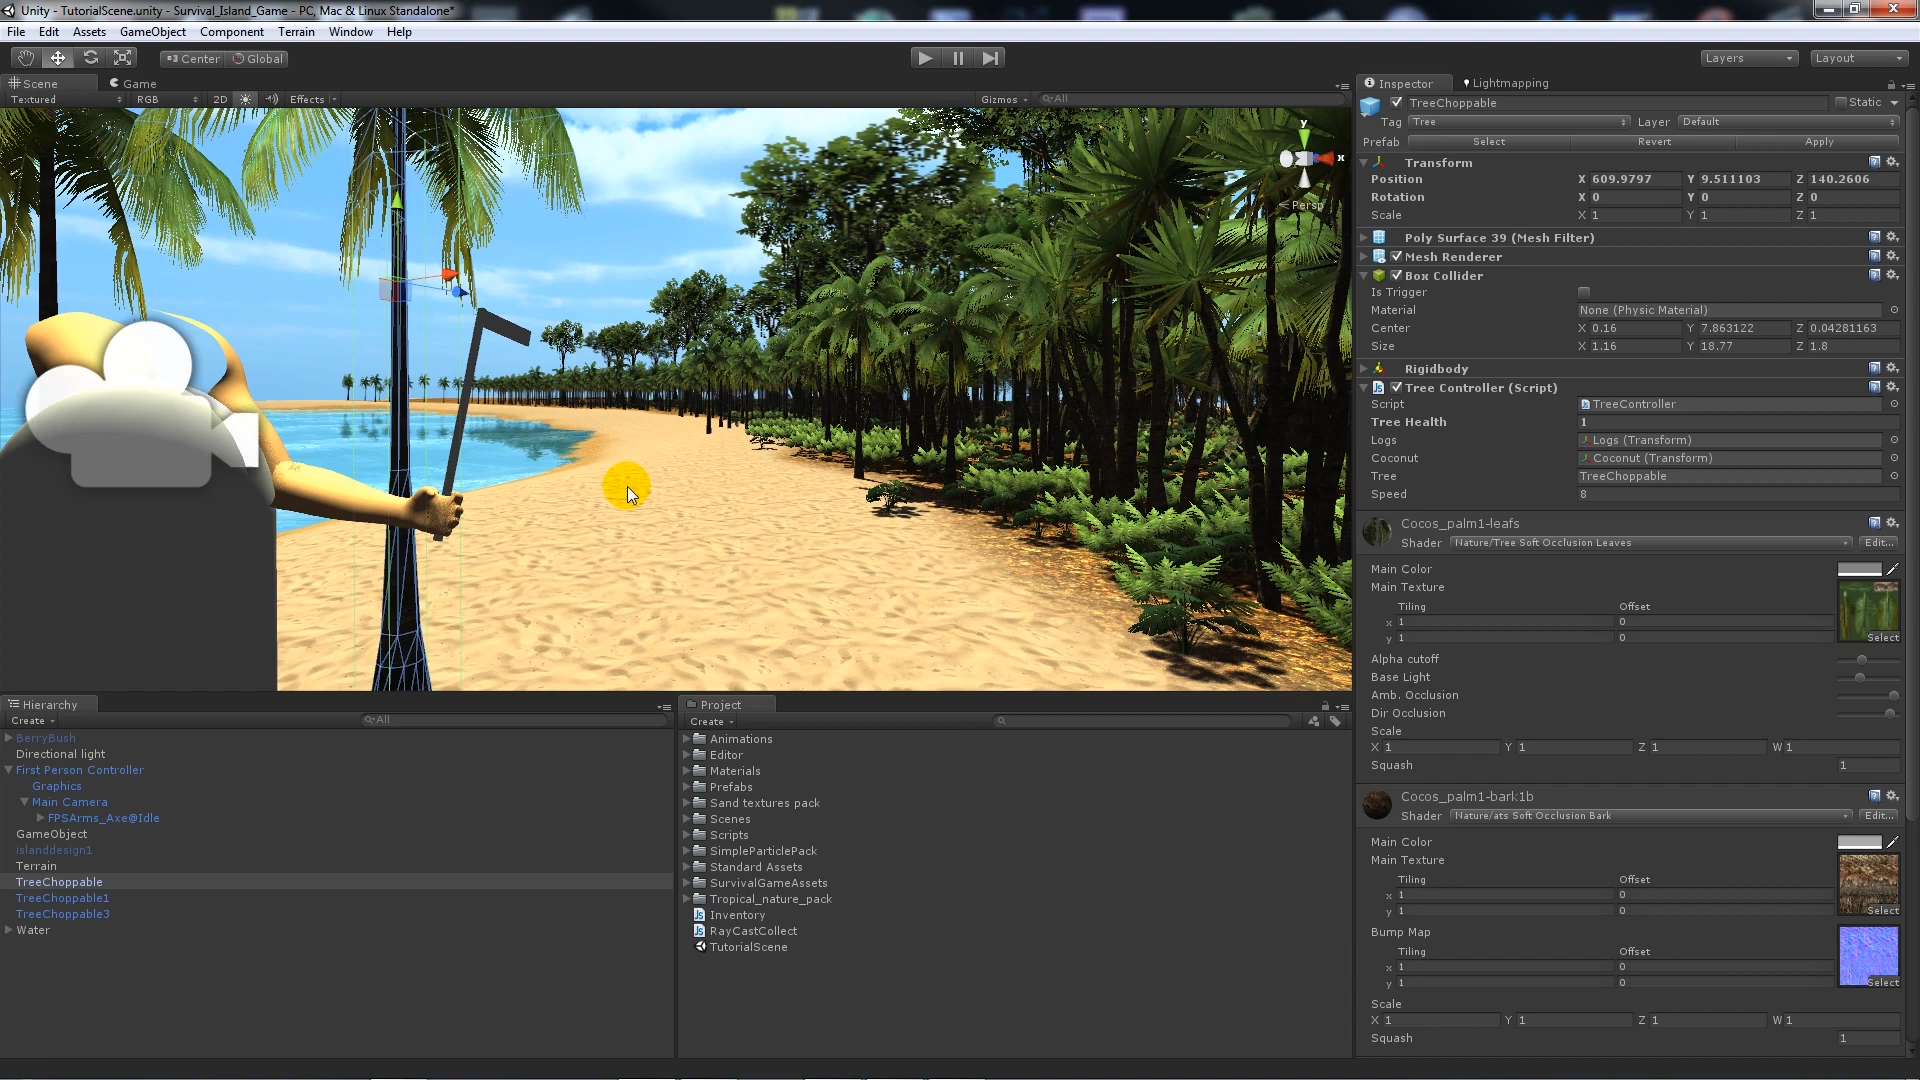 Unity - TutorialScene.unity - Survival_Island_Game - PC, Mac & Linux Standalone*
File Edit Assets GameObject Component Terrain Window Help
Center Global
Layers Layout
Scene Game
Textured RGB 2D Effects Gizmos All
y
x
Persp
Inspector Lightmapping
TreeChoppable Static
Tag Tree Layer Default
Prefab Select Revert Apply
Transform
Position X 609.9797 Y 9.511103 Z 140.2606
Rotation X 0 Y 0 Z 0
Scale X 1 Y 1 Z 1
Poly Surface 39 (Mesh Filter)
Mesh Renderer
Box Collider
Is Trigger
Material None (Physic Material)
Center X 0.16 Y 7.863122 Z 0.04281163
Size X 1.16 Y 18.77 Z 1.8
Rigidbody
Tree Controller (Script)
Script TreeController
Tree Health 1
Logs Logs (Transform)
Coconut Coconut (Transform)
Tree TreeChoppable
Speed 8
Cocos_palm1-leafs
Shader Nature/Tree Soft Occlusion Leaves Edit...
Main Color
Main Texture
Tiling Offset
x 1 0
y 1 0
Select
Alpha cutoff
Base Light
Amb. Occlusion
Dir Occlusion
Scale
X 1 Y 1 Z 1 W 1
Squash 1
Cocos_palm1-bark1b
Shader Nature/ats Soft Occlusion Bark Edit...
Main Color
Main Texture
Tiling Offset
x 1 0
y 1 0
Select
Bump Map
Tiling Offset
x 1 0
y 1 0
Select
Scale
X 1 Y 1 Z 1 W 1
Squash 1
Hierarchy
Create All
BerryBush
Directional light
First Person Controller
Graphics
Main Camera
FPSArms_Axe@Idle
GameObject
islanddesign1
Terrain
TreeChoppable
TreeChoppable1
TreeChoppable3
Water
Project
Create
Animations
Editor
Materials
Prefabs
Sand textures pack
Scenes
Scripts
SimpleParticlePack
Standard Assets
SurvivalGameAssets
Tropical_nature_pack
Inventory
RayCastCollect
TutorialScene